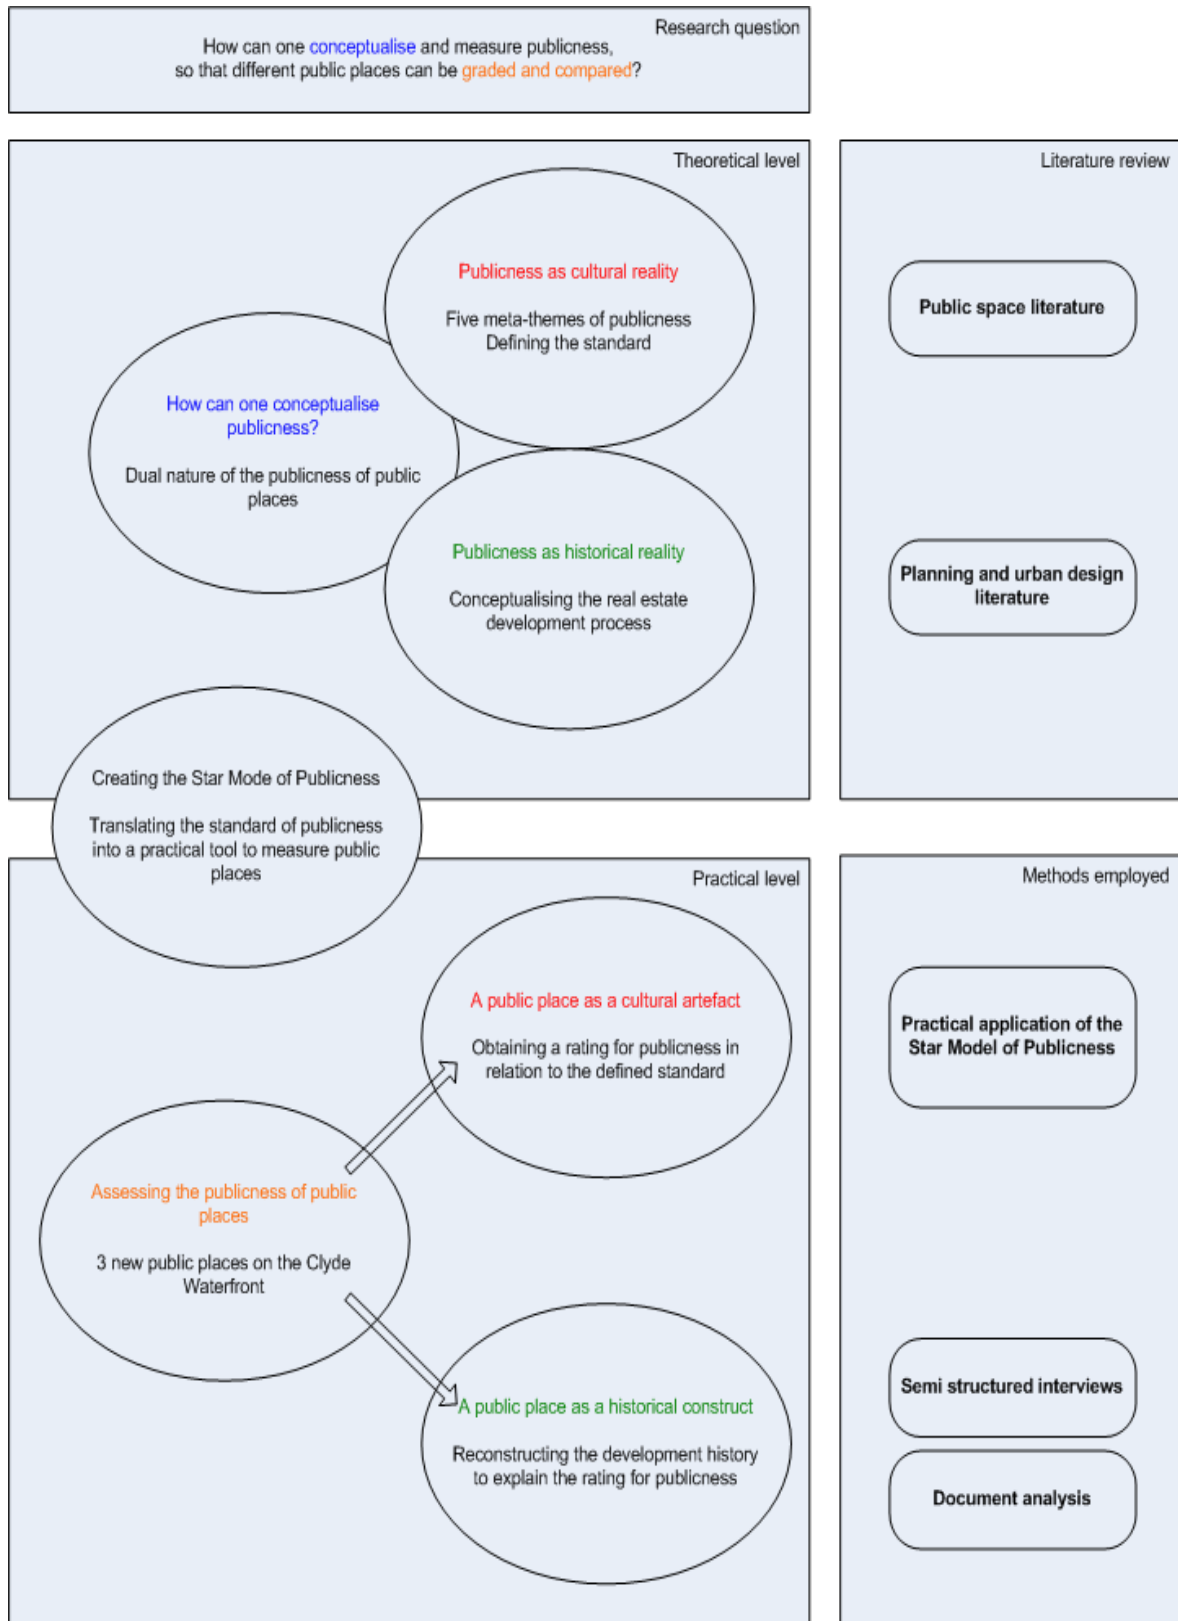 Research question
How can one conceptualise and measure publicness,
so that different public places can be graded and compared?
Theoretical level
Publicness as cultural reality
Five meta-themes of publicness
Defining the standard
How can one conceptualise
publicness?
Dual nature of the publicness of public
places
Publicness as historical reality
Conceptualising the real estate
development process
Literature review
Public space literature
Planning and urban design
literature
Creating the Star Mode of Publicness
Translating the standard of publicness
into a practical tool to measure public
places
Practical level
A public place as a cultural artefact
Obtaining a rating for publicness in
relation to the defined standard
Assessing the publicness of public
places
3 new public places on the Clyde
Waterfront
A public place as a historical construct
Reconstructing the development history
to explain the rating for publicness
Methods employed
Practical application of the
Star Model of Publicness
Semi structured interviews
Document analysis